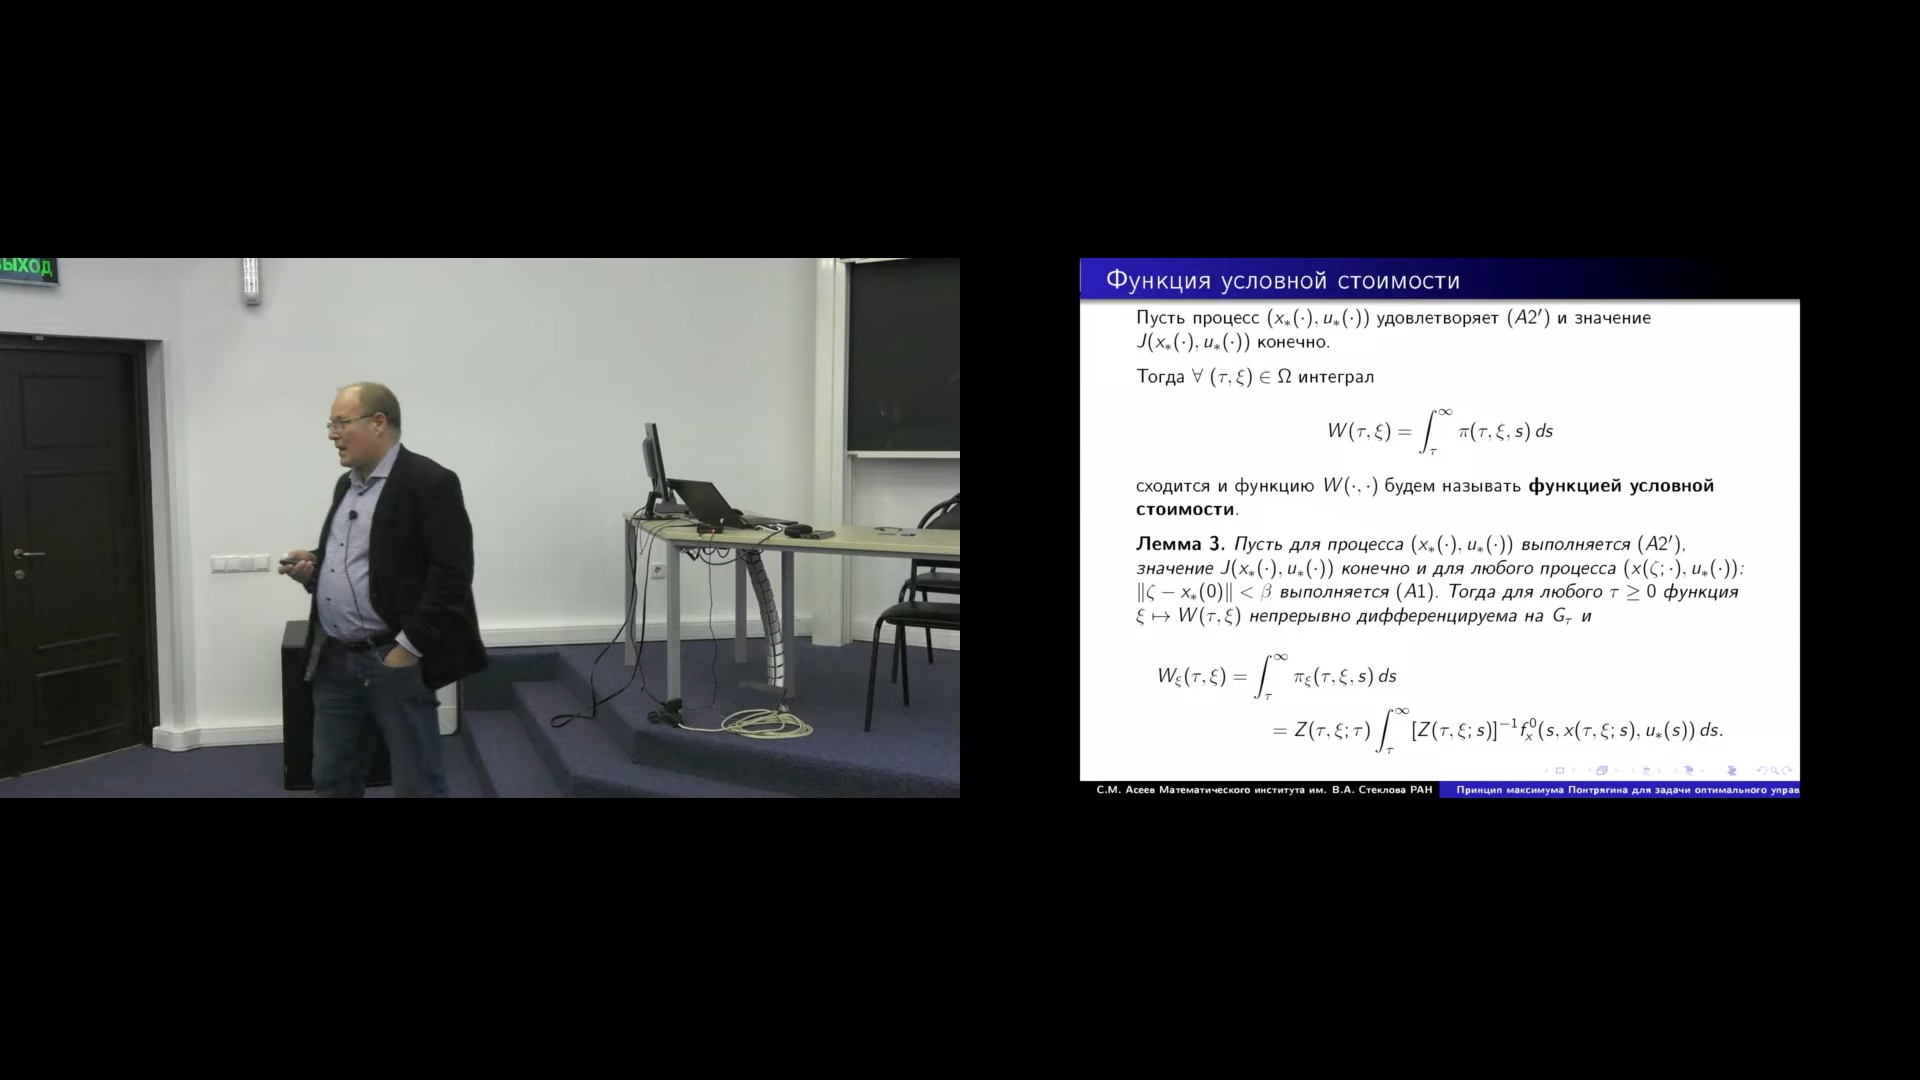 ВЫХОД
Функция условной стоимости
Пусть процесс (x∗(·), u∗(·)) удовлетворяет (A2′) и значение
J(x∗(·), u∗(·)) конечно.
Тогда ∀ (τ, ξ) ∈ Ω интеграл
W(τ, ξ) = ∫_τ^∞ π(τ, ξ, s) ds
сходится и функцию W(·, ·) будем называть функцией условной
стоимости.
Лемма 3. Пусть для процесса (x∗(·), u∗(·)) выполняется (A2′),
значение J(x∗(·), u∗(·)) конечно и для любого процесса (x(ζ; ·), u∗(·)):
‖ζ − x∗(0)‖ < β выполняется (A1). Тогда для любого τ ≥ 0 функция
ξ ↦ W(τ, ξ) непрерывно дифференцируема на G_τ и
W_ξ(τ, ξ) = ∫_τ^∞ π_ξ(τ, ξ, s) ds
= Z(τ, ξ; τ) ∫_τ^∞ [Z(τ, ξ; s)]^{−1} f_x^0(s, x(τ, ξ; s), u∗(s)) ds.
С.М. Асеев Математического института им. В.А. Стеклова РАН
Принцип максимума Понтрягина для задачи оптимального управ